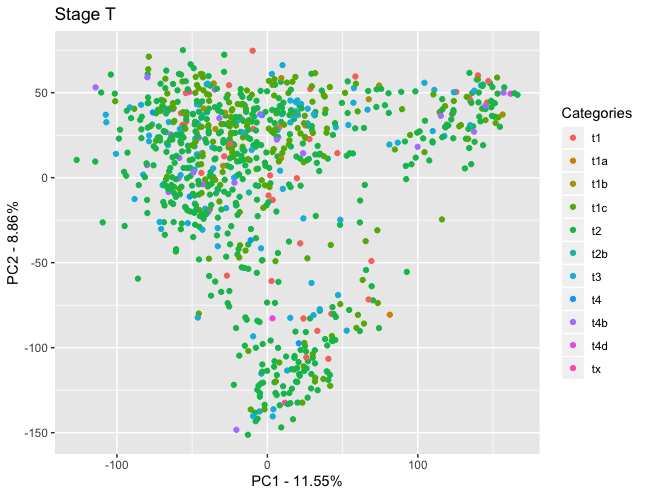 Stage T
PC2 - 8.86%
50
0
-50
-100
-150
-100
0
100
PC1 - 11.55%
Categories
t1
t1a
t1b
t1c
t2
t2b
t3
t4
t4b
t4d
tx